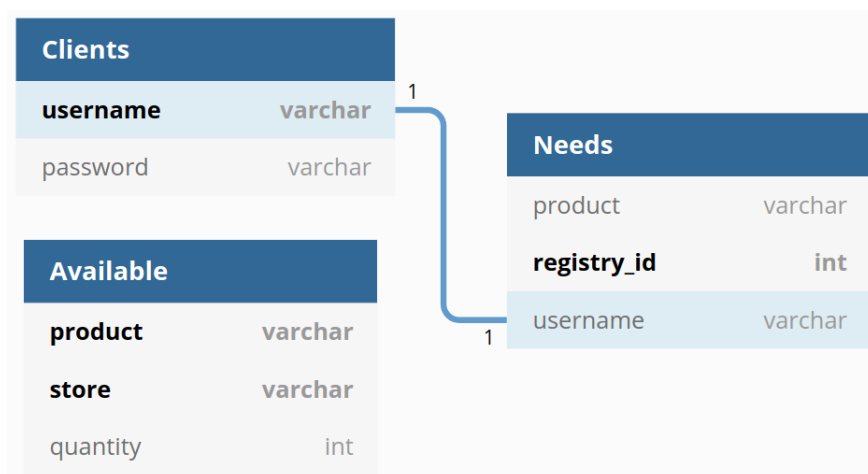 Clients
username varchar
password varchar
1
Available
product varchar
store varchar
quantity int
Needs
product varchar
registry_id int
username varchar
1